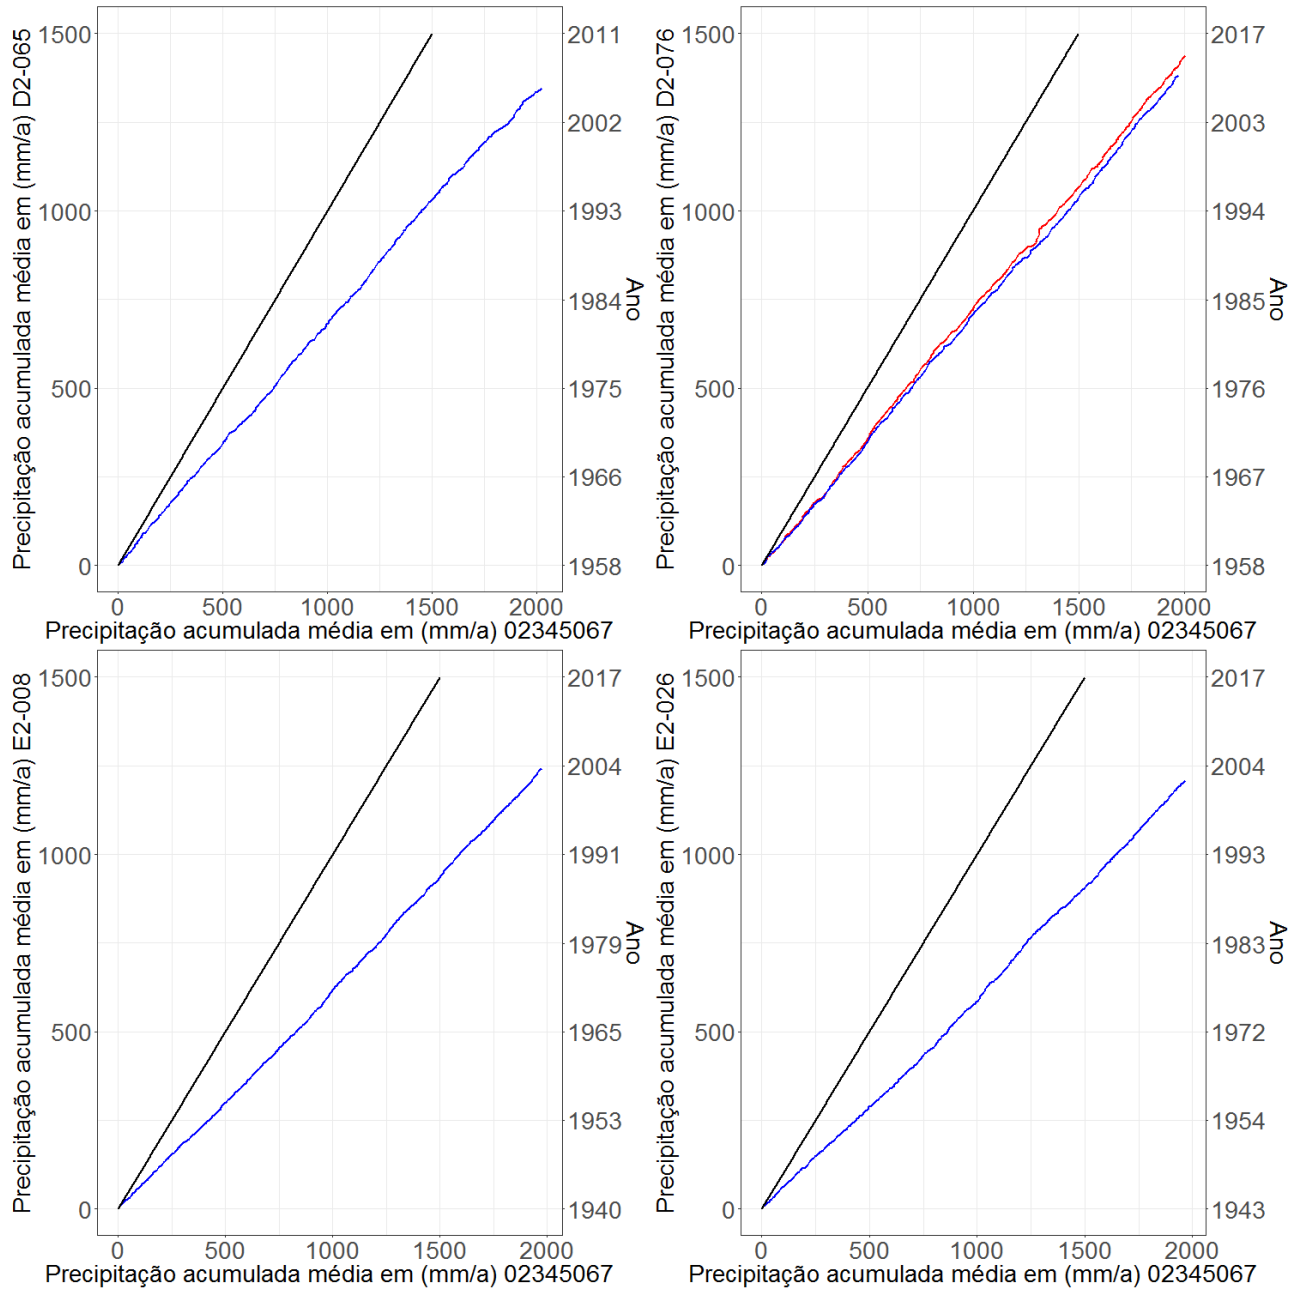 Precipitação acumulada média em (mm/a) D2-065
1500
1000
500
0
2011
2002
1993
1984
1975
1966
1958
Ano
0 500 1000 1500 2000
Precipitação acumulada média em (mm/a) 02345067
Precipitação acumulada média em (mm/a) D2-076
1500
1000
500
0
2017
2003
1994
1985
1976
1967
1958
Ano
0 500 1000 1500 2000
Precipitação acumulada média em (mm/a) 02345067
Precipitação acumulada média em (mm/a) E2-008
1500
1000
500
0
2017
2004
1991
1979
1965
1953
1940
Ano
0 500 1000 1500 2000
Precipitação acumulada média em (mm/a) 02345067
Precipitação acumulada média em (mm/a) E2-026
1500
1000
500
0
2017
2004
1993
1983
1972
1954
1943
Ano
0 500 1000 1500 2000
Precipitação acumulada média em (mm/a) 02345067